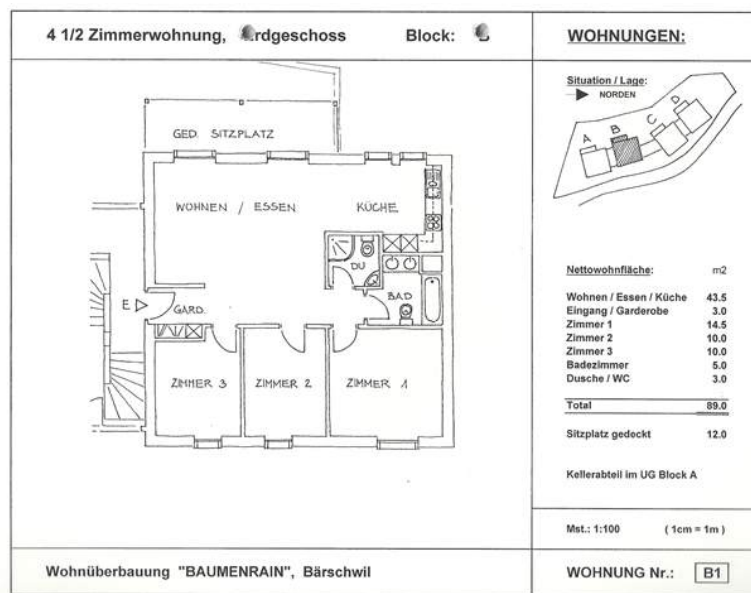 4 1/2 Zimmerwohnung, rdgeschoss Block:
WOHNUNGEN:
Situation / Lage:
NORDEN
A B C D
GED. SITZPLATZ
WOHNEN / ESSEN KÜCHE
DU
BAD
E
GARD.
ZIMMER 3 ZIMMER 2 ZIMMER 1
Nettowohnfläche: m2
Wohnen / Essen / Küche 43.5
Eingang / Garderobe 3.0
Zimmer 1 14.5
Zimmer 2 10.0
Zimmer 3 10.0
Badezimmer 5.0
Dusche / WC 3.0
Total 89.0
Sitzplatz gedeckt 12.0
Kellerabteil im UG Block A
Mst.: 1:100 ( 1cm = 1m )
Wohnüberbauung "BAUMENRAIN", Bärschwil
WOHNUNG Nr.: B1